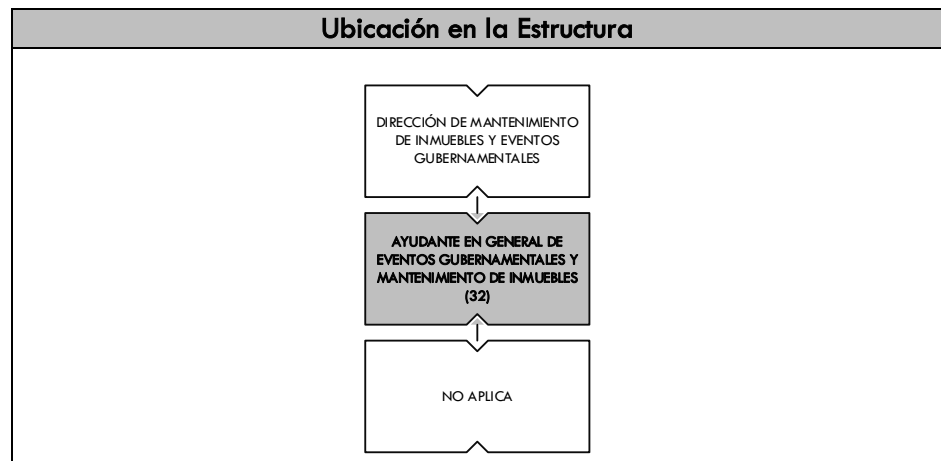 Ubicación en la Estructura
DIRECCIÓN DE MANTENIMIENTO
DE INMUEBLES Y EVENTOS
GUBERNAMENTALES
AYUDANTE EN GENERAL DE
EVENTOS GUBERNAMENTALES Y
MANTENIMIENTO DE INMUEBLES
(32)
NO APLICA